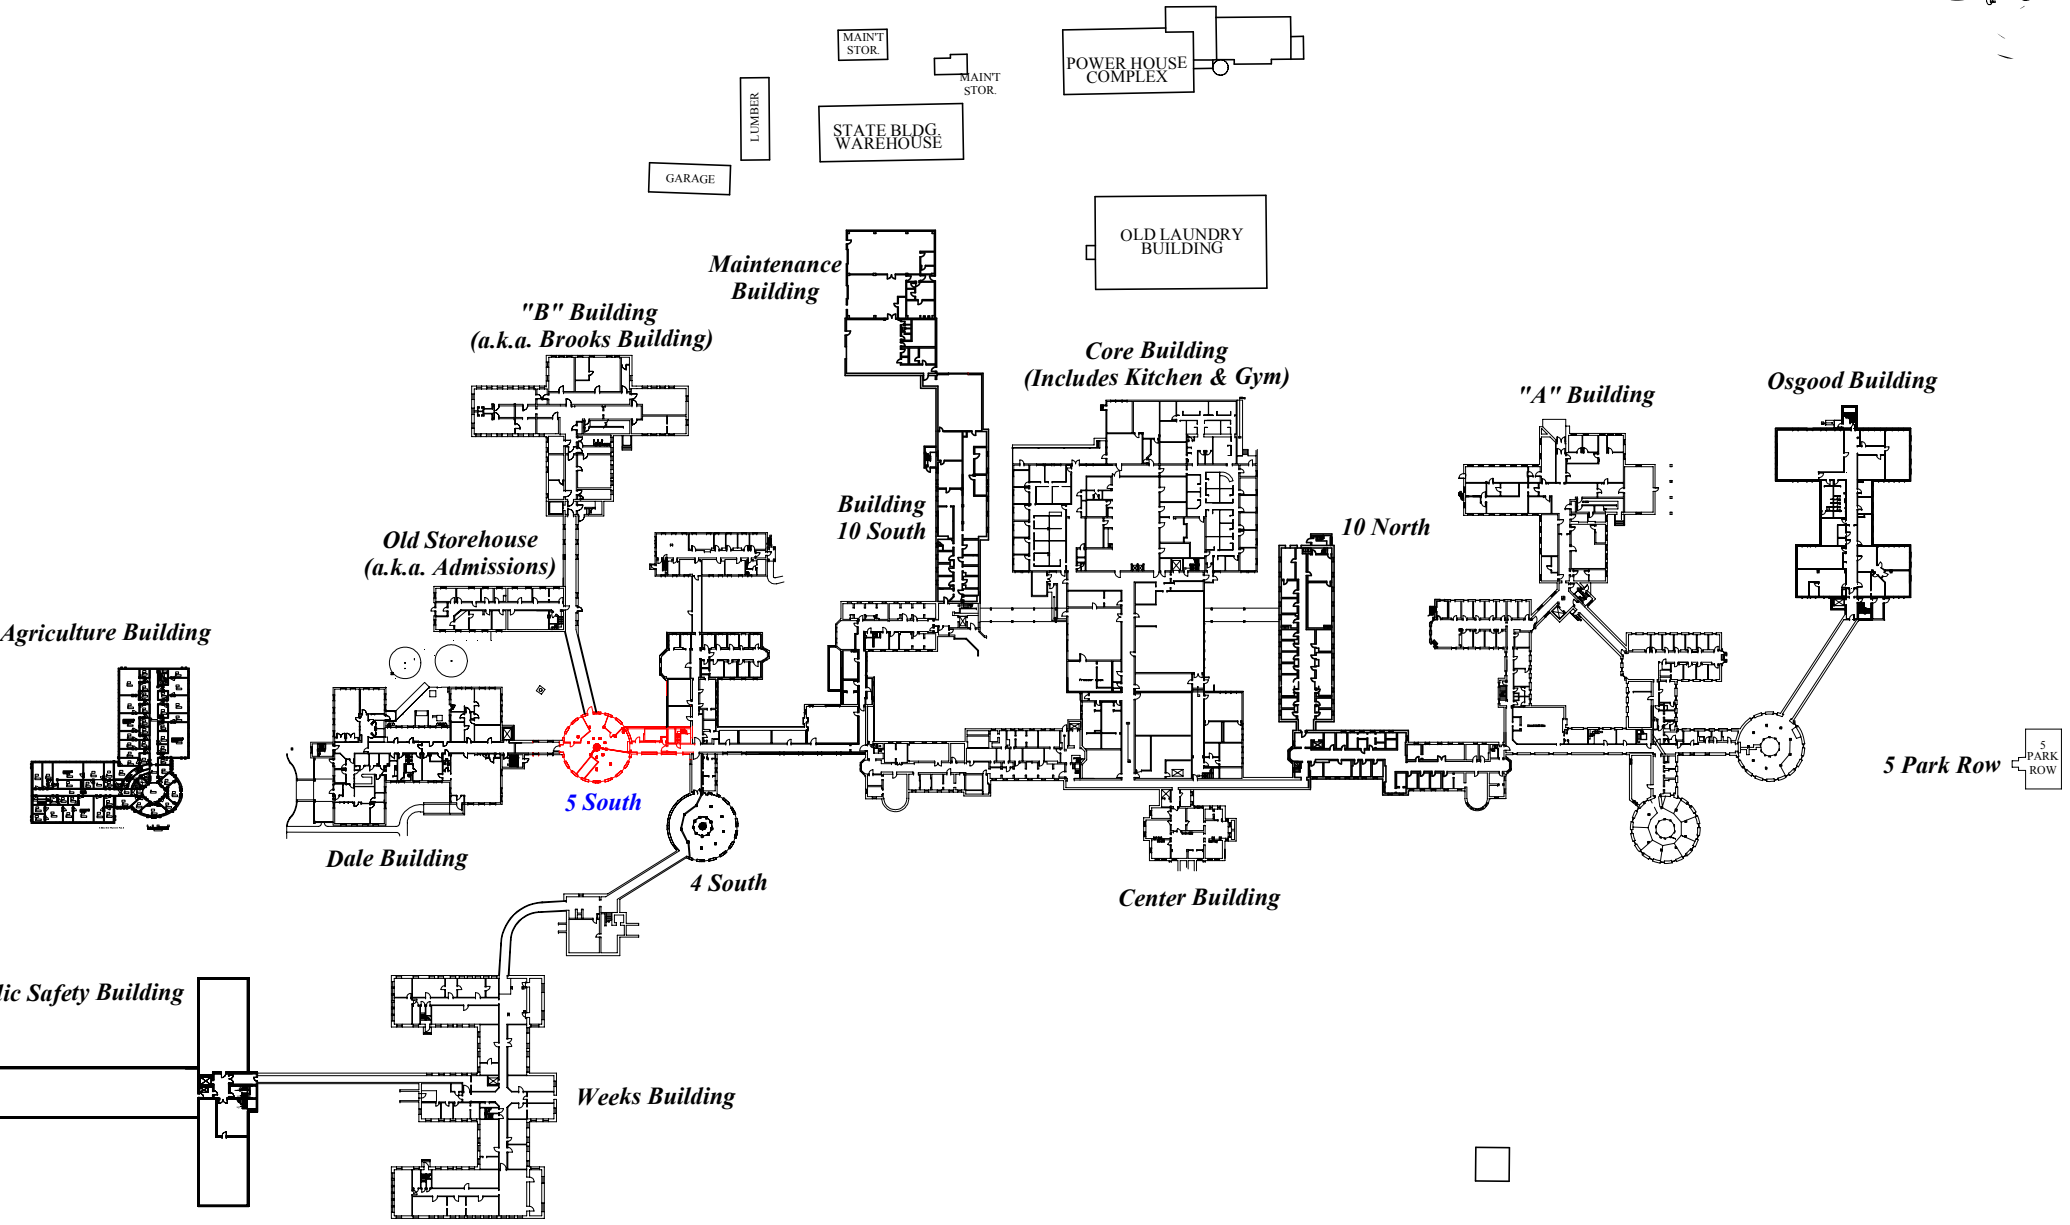 MAIN'T
STOR.
MAIN'T
STOR.
POWER HOUSE
COMPLEX
LUMBER
STATE BLDG.
WAREHOUSE
GARAGE
OLD LAUNDRY
BUILDING
Maintenance
Building
"B" Building
(a.k.a. Brooks Building)
Core Building
(Includes Kitchen & Gym)
"A" Building
Osgood Building
Building
10 South
10 North
Old Storehouse
(a.k.a. Admissions)
Agriculture Building
5 South
5 Park Row
5
PARK
ROW
Dale Building
4 South
Center Building
lic Safety Building
Weeks Building